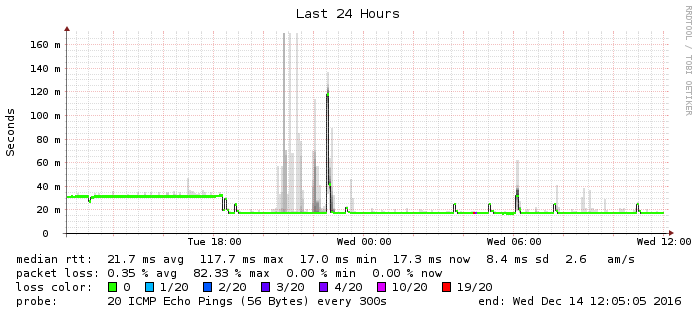 Last 24 Hours
RRDTOOL / TOBI OETIKER
Seconds
160 m
140 m
120 m
100 m
80 m
60 m
40 m
20 m
0
Tue 18:00 Wed 00:00 Wed 06:00 Wed 12:00
median rtt: 21.7 ms avg 117.7 ms max 17.0 ms min 17.3 ms now 8.4 ms sd 2.6 am/s
packet loss: 0.35 % avg 82.33 % max 0.00 % min 0.00 % now
loss color: 0 1/20 2/20 3/20 4/20 10/20 19/20
probe: 20 ICMP Echo Pings (56 Bytes) every 300s end: Wed Dec 14 12:05:05 2016